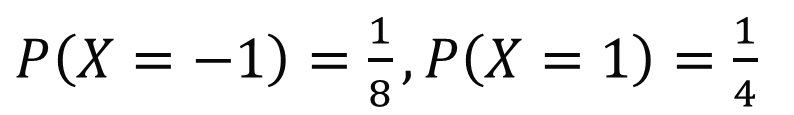 P(X = −1) = 1/8, P(X = 1) = 1/4